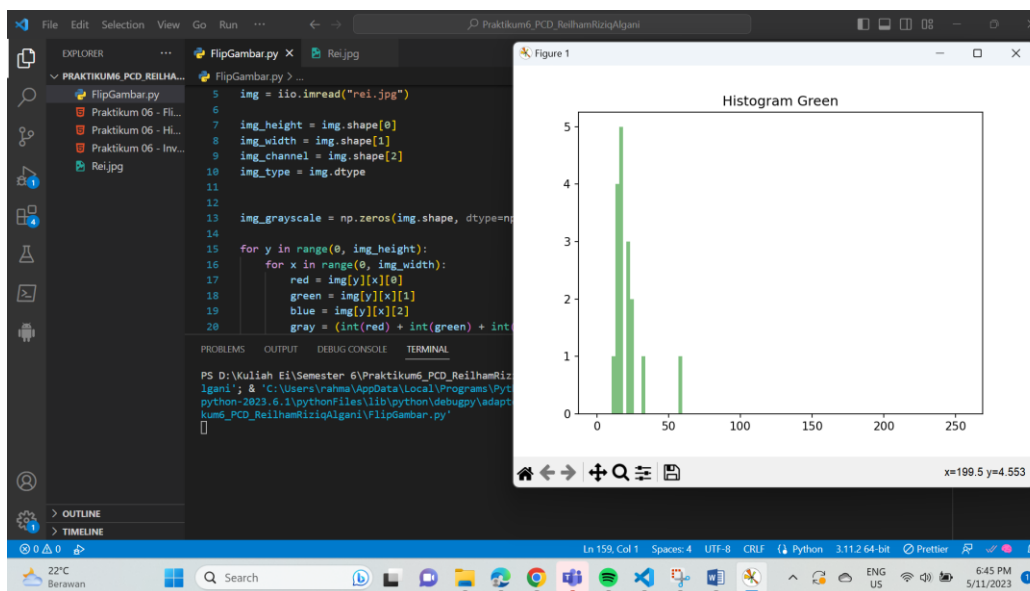 File Edit Selection View Go Run ··· Praktikum6_PCD_ReilhamRiziqAlgani
EXPLORER ···
PRAKTIKUM6_PCD_REILHA...
FlipGambar.py
Praktikum 06 - Fli...
Praktikum 06 - Hi...
Praktikum 06 - Inv...
Rei.jpg
OUTLINE
TIMELINE
1
4
1
FlipGambar.py Rei.jpg
FlipGambar.py > ...
5 img = iio.imread("rei.jpg")
6
7 img_height = img.shape[0]
8 img_width = img.shape[1]
9 img_channel = img.shape[2]
10 img_type = img.dtype
11
12
13 img_grayscale = np.zeros(img.shape, dtype=np
14
15 for y in range(0, img_height):
16 for x in range(0, img_width):
17 red = img[y][x][0]
18 green = img[y][x][1]
19 blue = img[y][x][2]
20 gray = (int(red) + int(green) + int(
PROBLEMS OUTPUT DEBUG CONSOLE TERMINAL
PS D:\Kuliah Ei\Semester 6\Praktikum6_PCD_ReilhamRiz
lgani'; & 'C:\Users\rahma\AppData\Local\Programs\Pyt
python-2023.6.1\pythonFiles\lib\python\debugpy\adapt
kum6_PCD_ReilhamRiziqAlgani\FlipGambar.py'
Figure 1
Histogram Green
5
4
3
2
1
0
0 50 100 150 200 250
x=199.5 y=4.553
0 0 Ln 159, Col 1 Spaces: 4 UTF-8 CRLF Python 3.11.2 64-bit Prettier
22°C
Berawan
Search
ENG
US
6:45 PM
5/11/2023